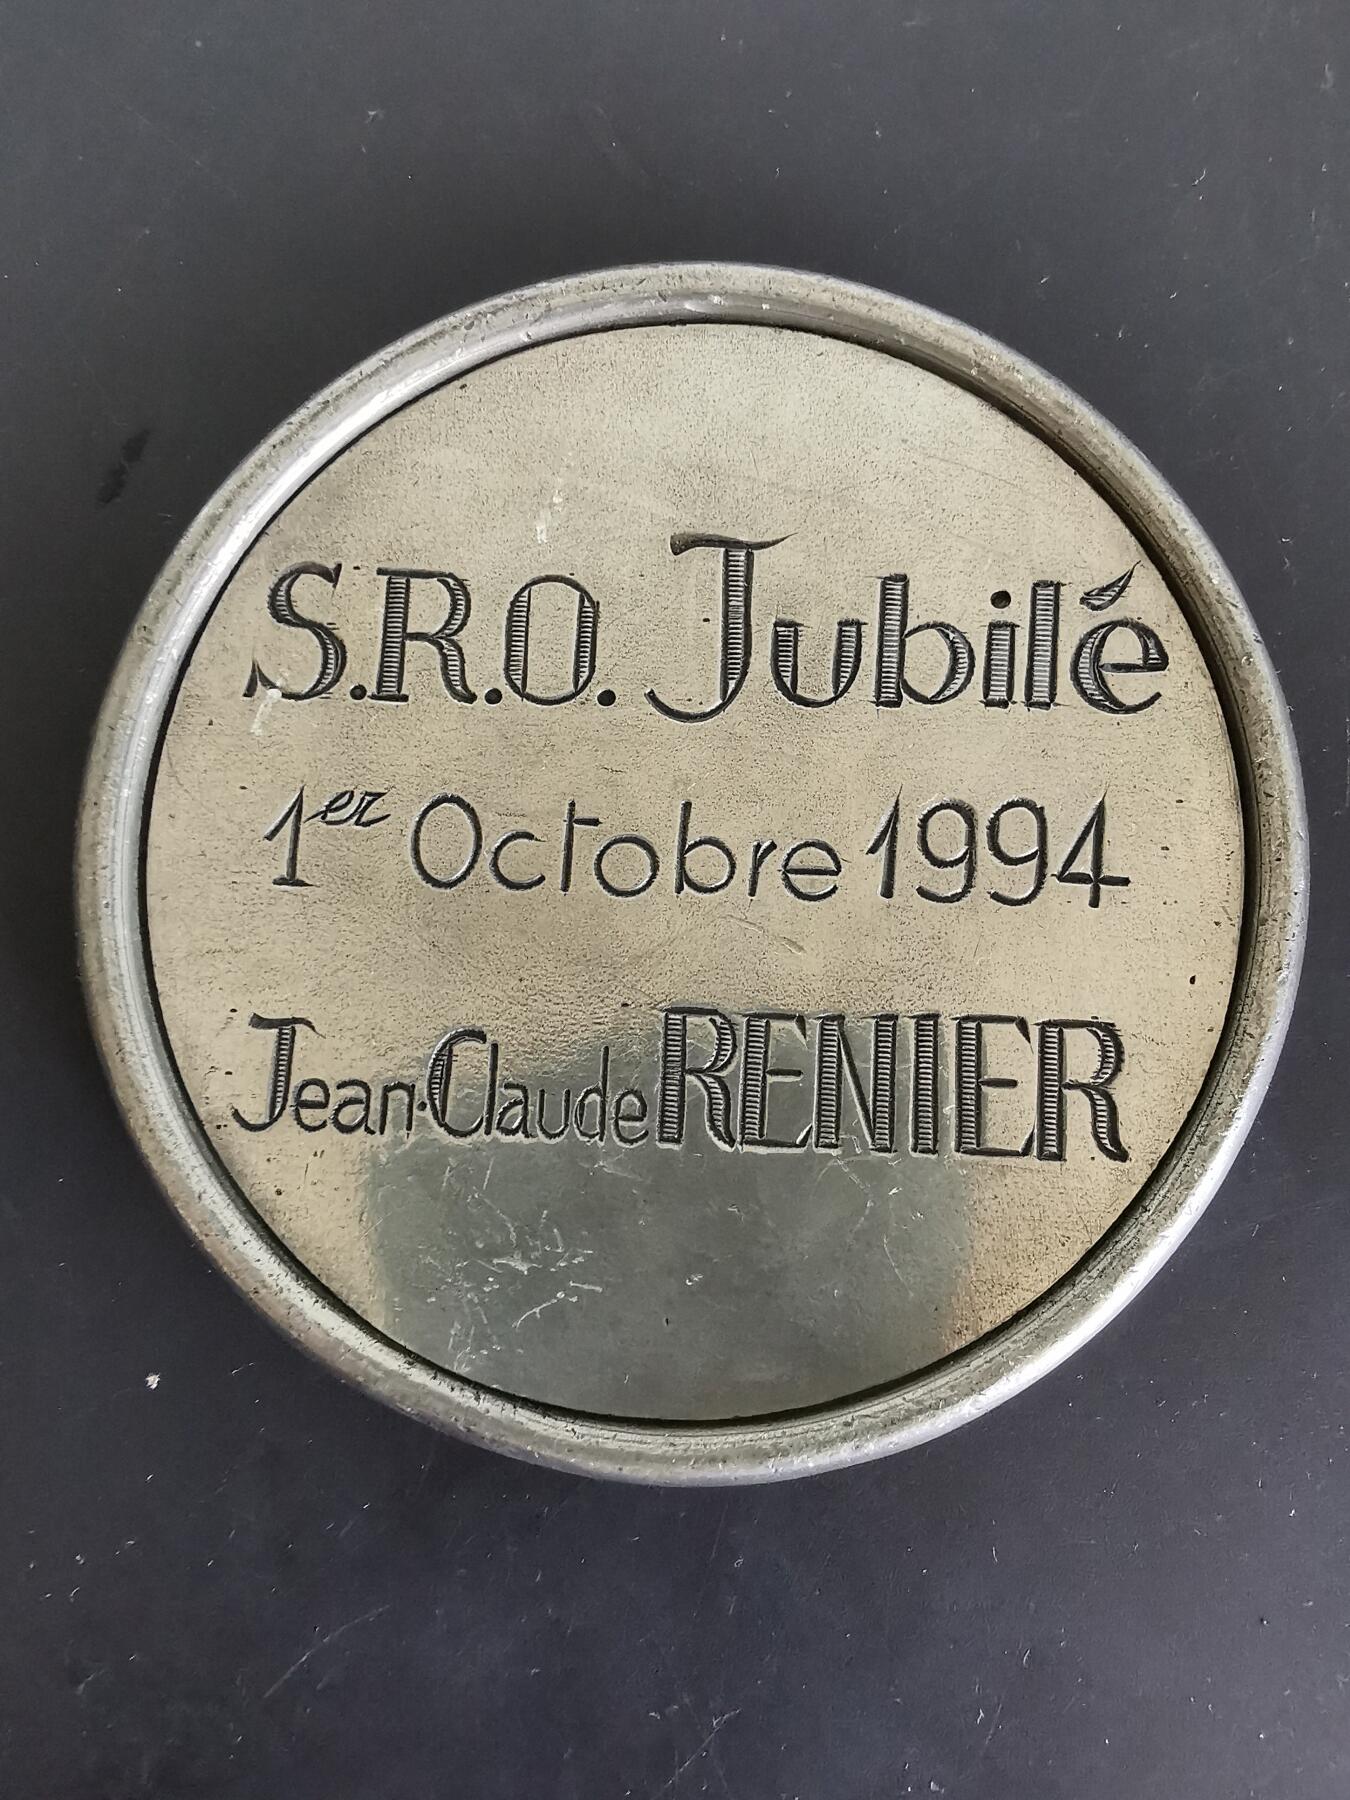 S.R.O. Jubilé
1er Octobre 1994
Jean-Claude RENIER